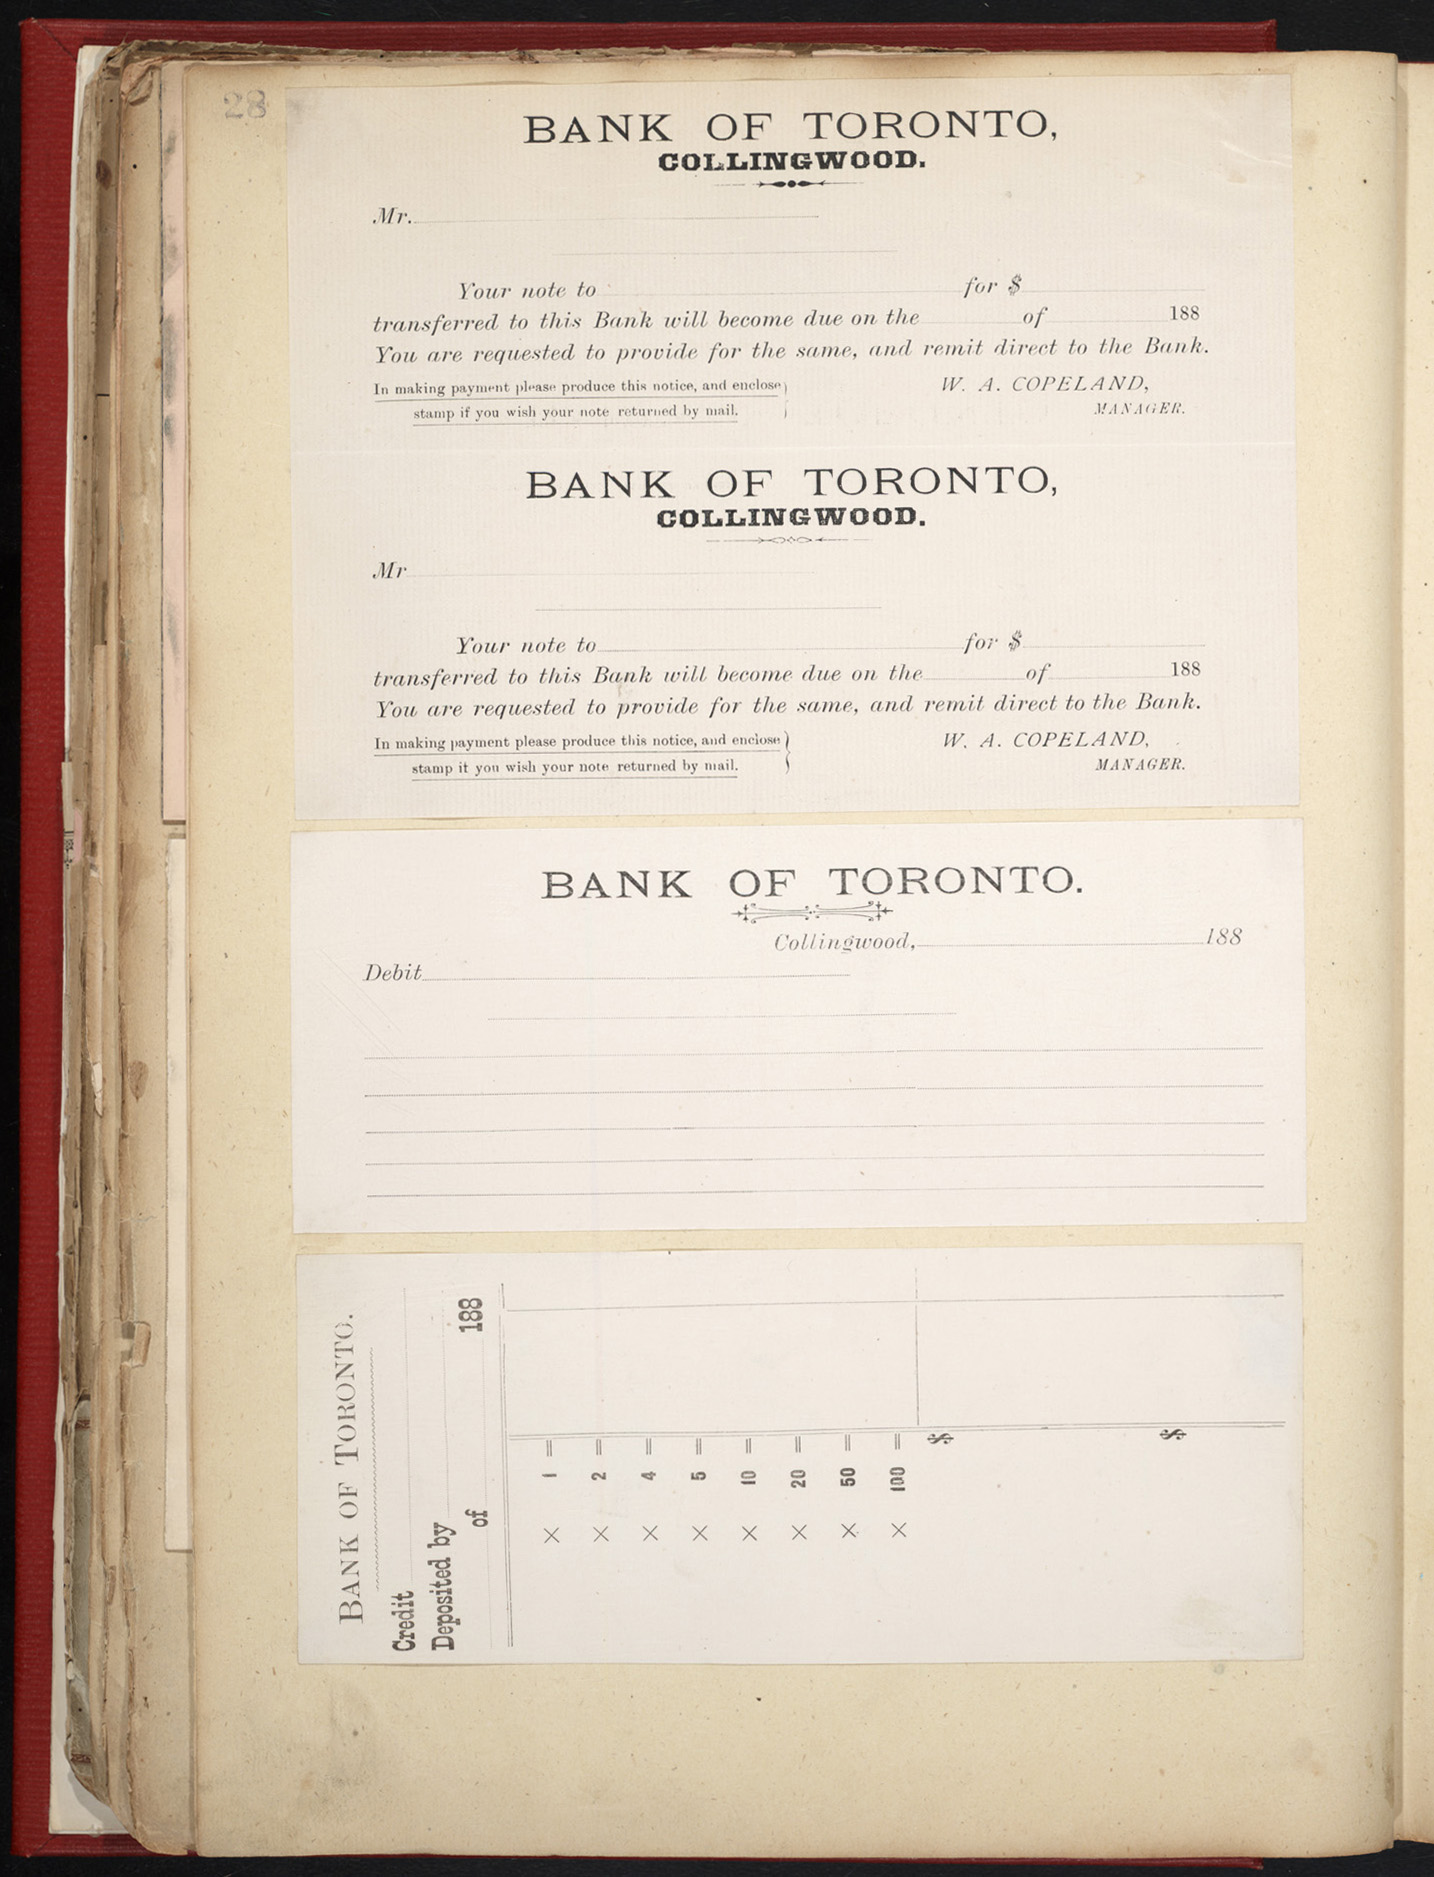 28
BANK OF TORONTO,
COLLINGWOOD.
Mr.
Your note to for $
transferred to this Bank will become due on the of 188
You are requested to provide for the same, and remit direct to the Bank.
In making payment please produce this notice, and enclose }
stamp if you wish your note returned by mail.
W. A. COPELAND,
MANAGER.
BANK OF TORONTO,
COLLINGWOOD.
Mr
Your note to for $
transferred to this Bank will become due on the of 188
You are requested to provide for the same, and remit direct to the Bank.
In making payment please produce this notice, and enclose }
stamp it you wish your note returned by mail.
W. A. COPELAND,
MANAGER.
BANK OF TORONTO.
Collingwood, 188
Debit
BANK OF TORONTO.
Credit
Deposited by
of 188
× 1 =
× 2 =
× 4 =
× 5 =
× 10 =
× 20 =
× 50 =
× 100 =
$
$